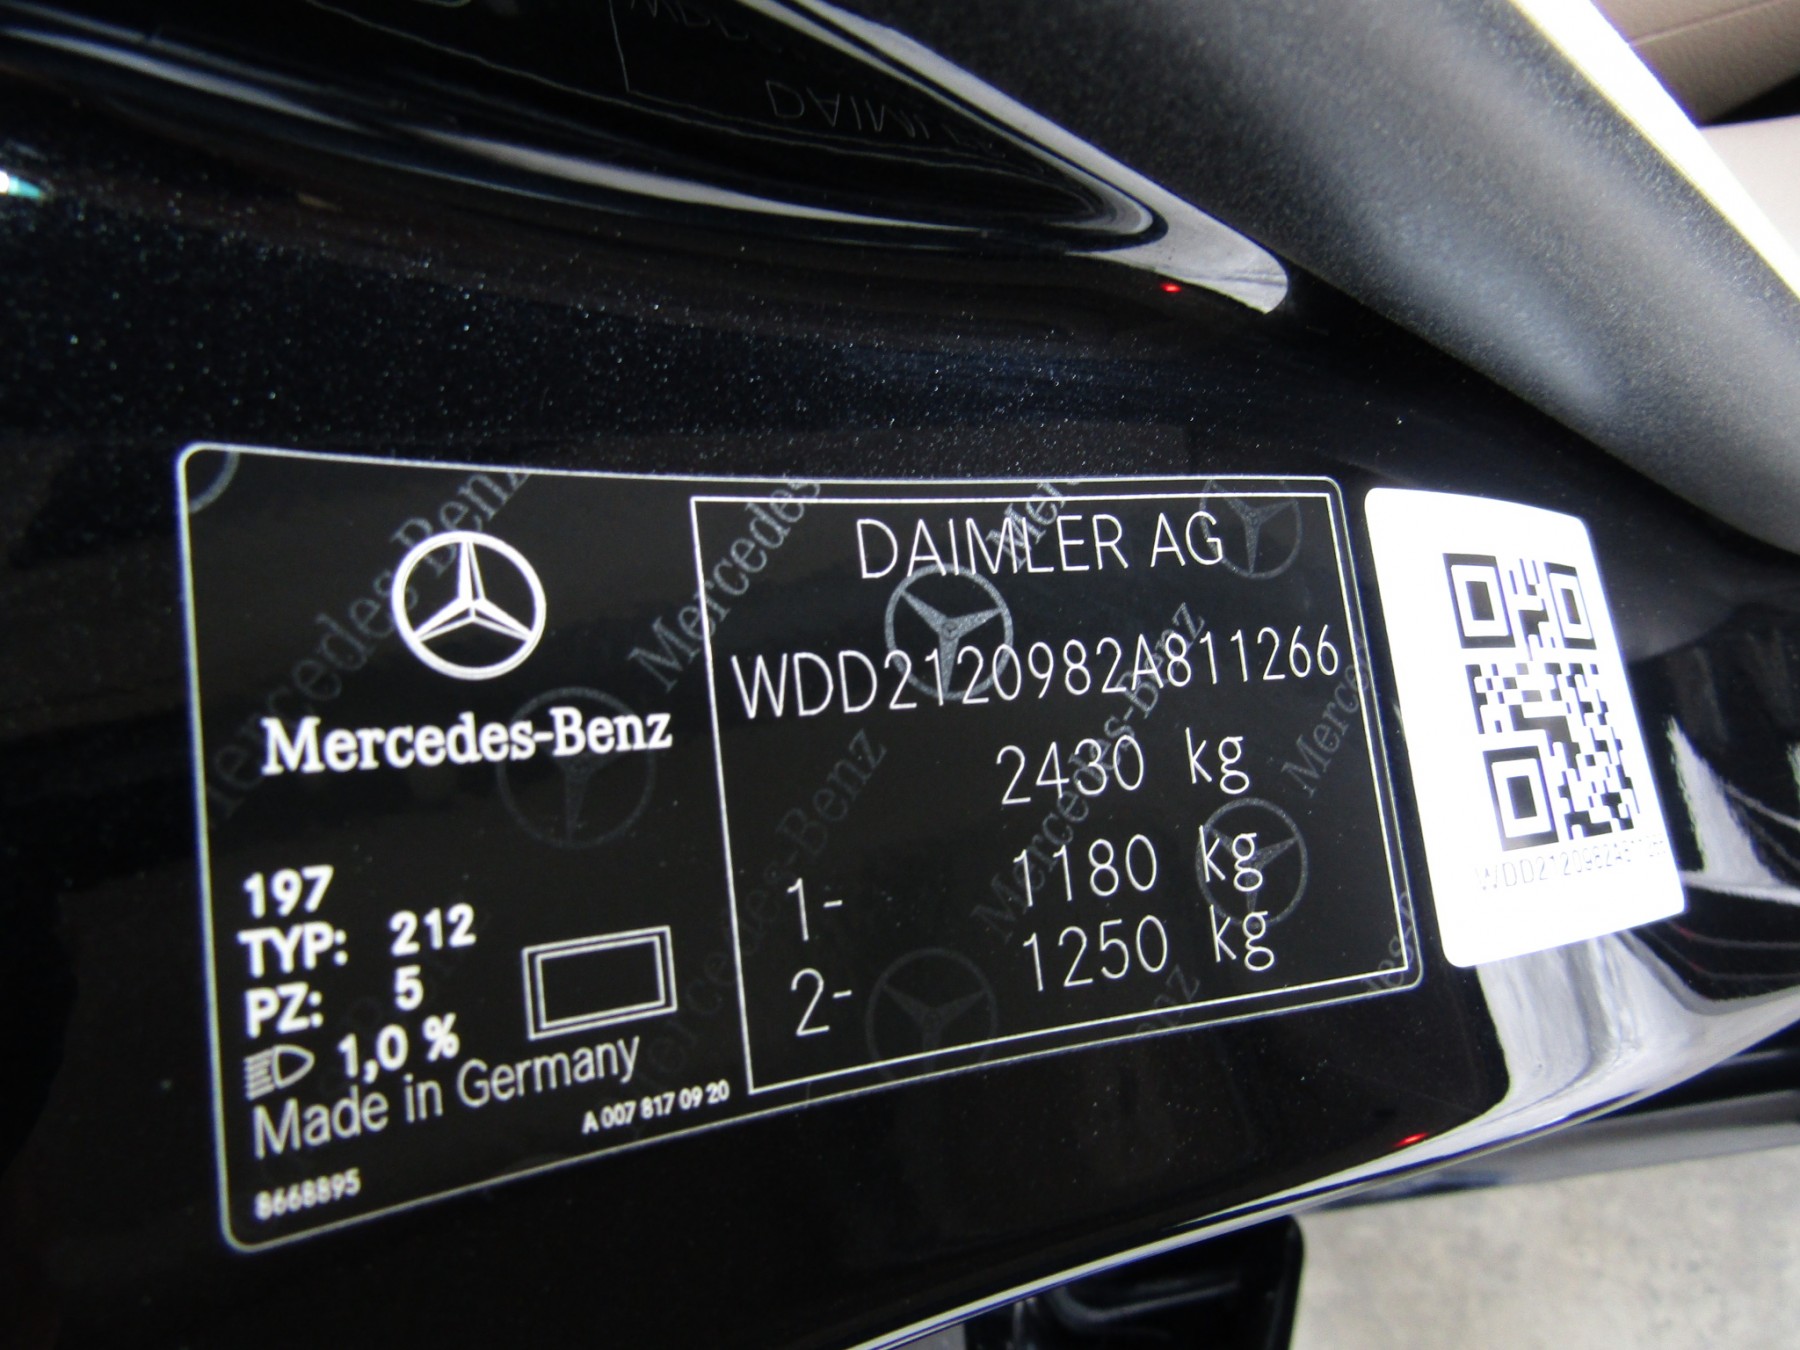 Mercedes-Benz
197
TYP: 212
PZ: 5
1,0 %
Made in Germany
A 007 817 09 20
8668895
DAIMLER AG
WDD2120982A811266
2430 kg
1- 1180 kg
2- 1250 kg
WDD2120982A811266